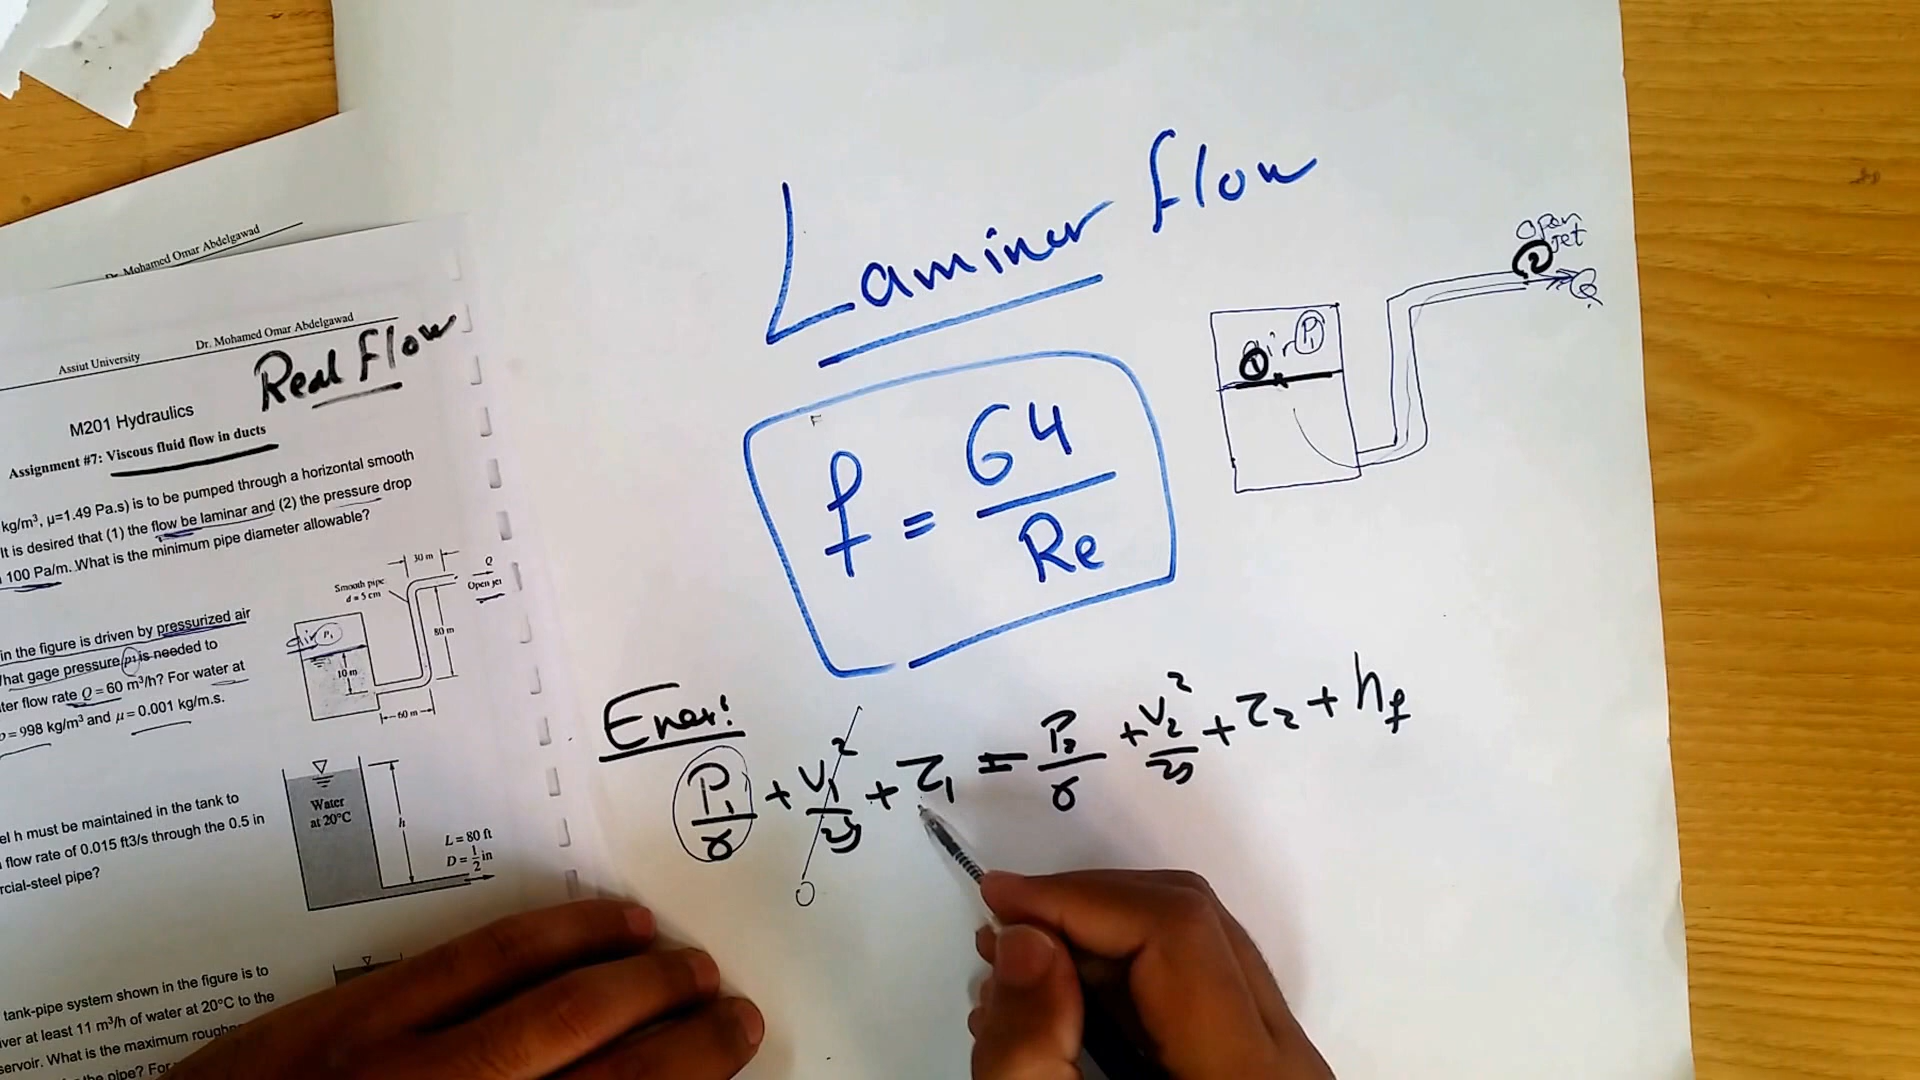 Dr. Mohamed Omar Abdelgawad
Assiut University Dr. Mohamed Omar Abdelgawad
Real Flow
M201 Hydraulics
Assignment #7: Viscous fluid flow in ducts
kg/m³, μ=1.49 Pa.s) is to be pumped through a horizontal smooth
It is desired that (1) the flow be laminar and (2) the pressure drop
100 Pa/m. What is the minimum pipe diameter allowable?
30 m
Q
Smooth pipe
d = 5 cm
Open jet
80 m
air P₁
10 m
60 m
in the figure is driven by pressurized air
hat gage pressure p1 is needed to
ter flow rate Q = 60 m³/h? For water at
ρ = 998 kg/m³ and μ = 0.001 kg/m.s.
Water
at 20°C
h
L = 80 ft
D = 1/2 in
el h must be maintained in the tank to
flow rate of 0.015 ft3/s through the 0.5 in
rcial-steel pipe?
tank-pipe system shown in the figure is to
ver at least 11 m³/h of water at 20°C to the
servoir. What is the maximum roughn
the pipe? For
Laminar flow
f = 64/Re
open
jet
2
Q
air P₁
1
Ener:
P₁/γ + V₁²/2g + Z₁ = P₂/γ + V₂²/2g + Z₂ + hf
0